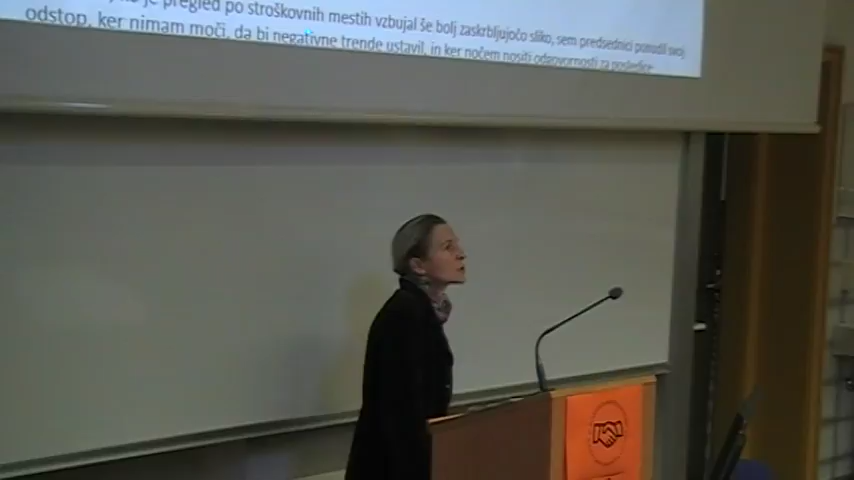 je pregled po stroškovnih mestih vzbujal še bolj zaskrbljujočo sliko, sem predsednici ponudil svoj
odstop, ker nimam moči, da bi negativne trende ustavil, in ker nočem nositi odgovornosti za posledice